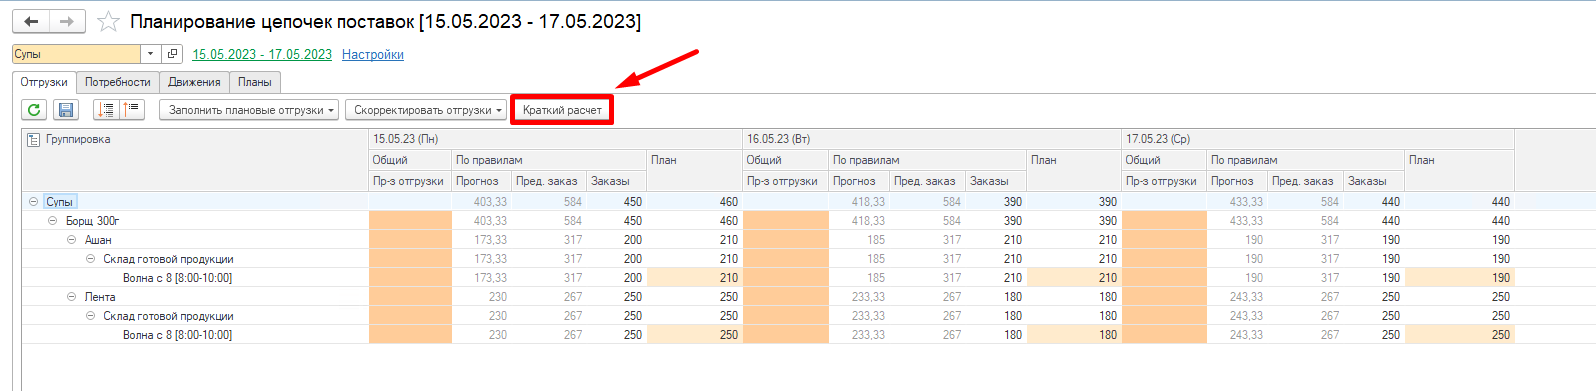 Планирование цепочек поставок [15.05.2023 - 17.05.2023]
Супы 15.05.2023 - 17.05.2023 Настройки
Отгрузки Потребности Движения Планы
Заполнить плановые отгрузки Скорректировать отгрузки Краткий расчет
Группировка 15.05.23 (Пн) 16.05.23 (Вт) 17.05.23 (Ср)
Общий По правилам План Общий По правилам План Общий По правилам План
Пр-з отгрузки Прогноз Пред. заказ Заказы Пр-з отгрузки Прогноз Пред. заказ Заказы Пр-з отгрузки Прогноз Пред. заказ Заказы
Супы 403,33 584 450 460 418,33 584 390 390 433,33 584 440 440
Борщ 300г 403,33 584 450 460 418,33 584 390 390 433,33 584 440 440
Ашан 173,33 317 200 210 185 317 210 210 190 317 190 190
Склад готовой продукции 173,33 317 200 210 185 317 210 210 190 317 190 190
Волна с 8 [8:00-10:00] 173,33 317 200 210 185 317 210 210 190 317 190 190
Лента 230 267 250 250 233,33 267 180 180 243,33 267 250 250
Склад готовой продукции 230 267 250 250 233,33 267 180 180 243,33 267 250 250
Волна с 8 [8:00-10:00] 230 267 250 250 233,33 267 180 180 243,33 267 250 250